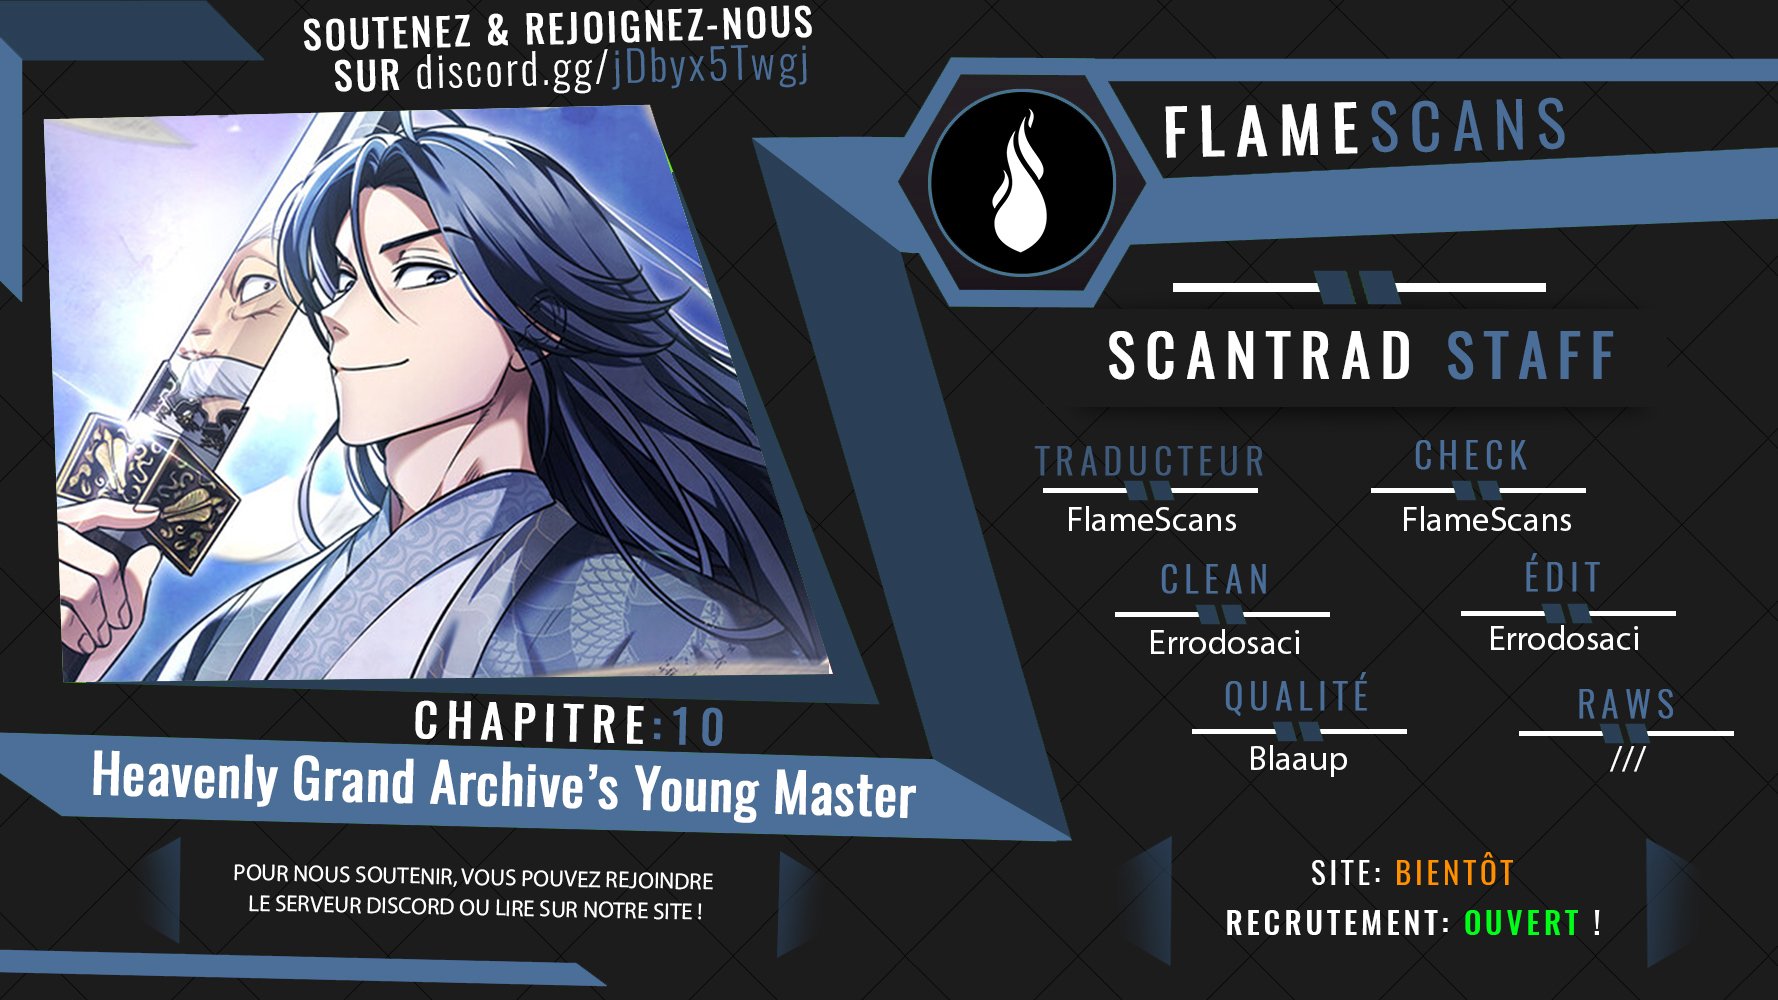 SOUTENEZ & REJOIGNEZ-NOUS
SUR discord.gg/jDbyx5Twgj
FLAMESCANS
SCANTRAD STAFF
TRADUCTEUR
FlameScans
CHECK
FlameScans
CLEAN
Errodosaci
ÉDIT
Errodosaci
QUALITÉ
Blaaup
RAWS
///
CHAPITRE:10
Heavenly Grand Archive’s Young Master
POUR NOUS SOUTENIR, VOUS POUVEZ REJOINDRE
LE SERVEUR DISCORD OU LIRE SUR NOTRE SITE !
SITE: BIENTÔT
RECRUTEMENT: OUVERT !